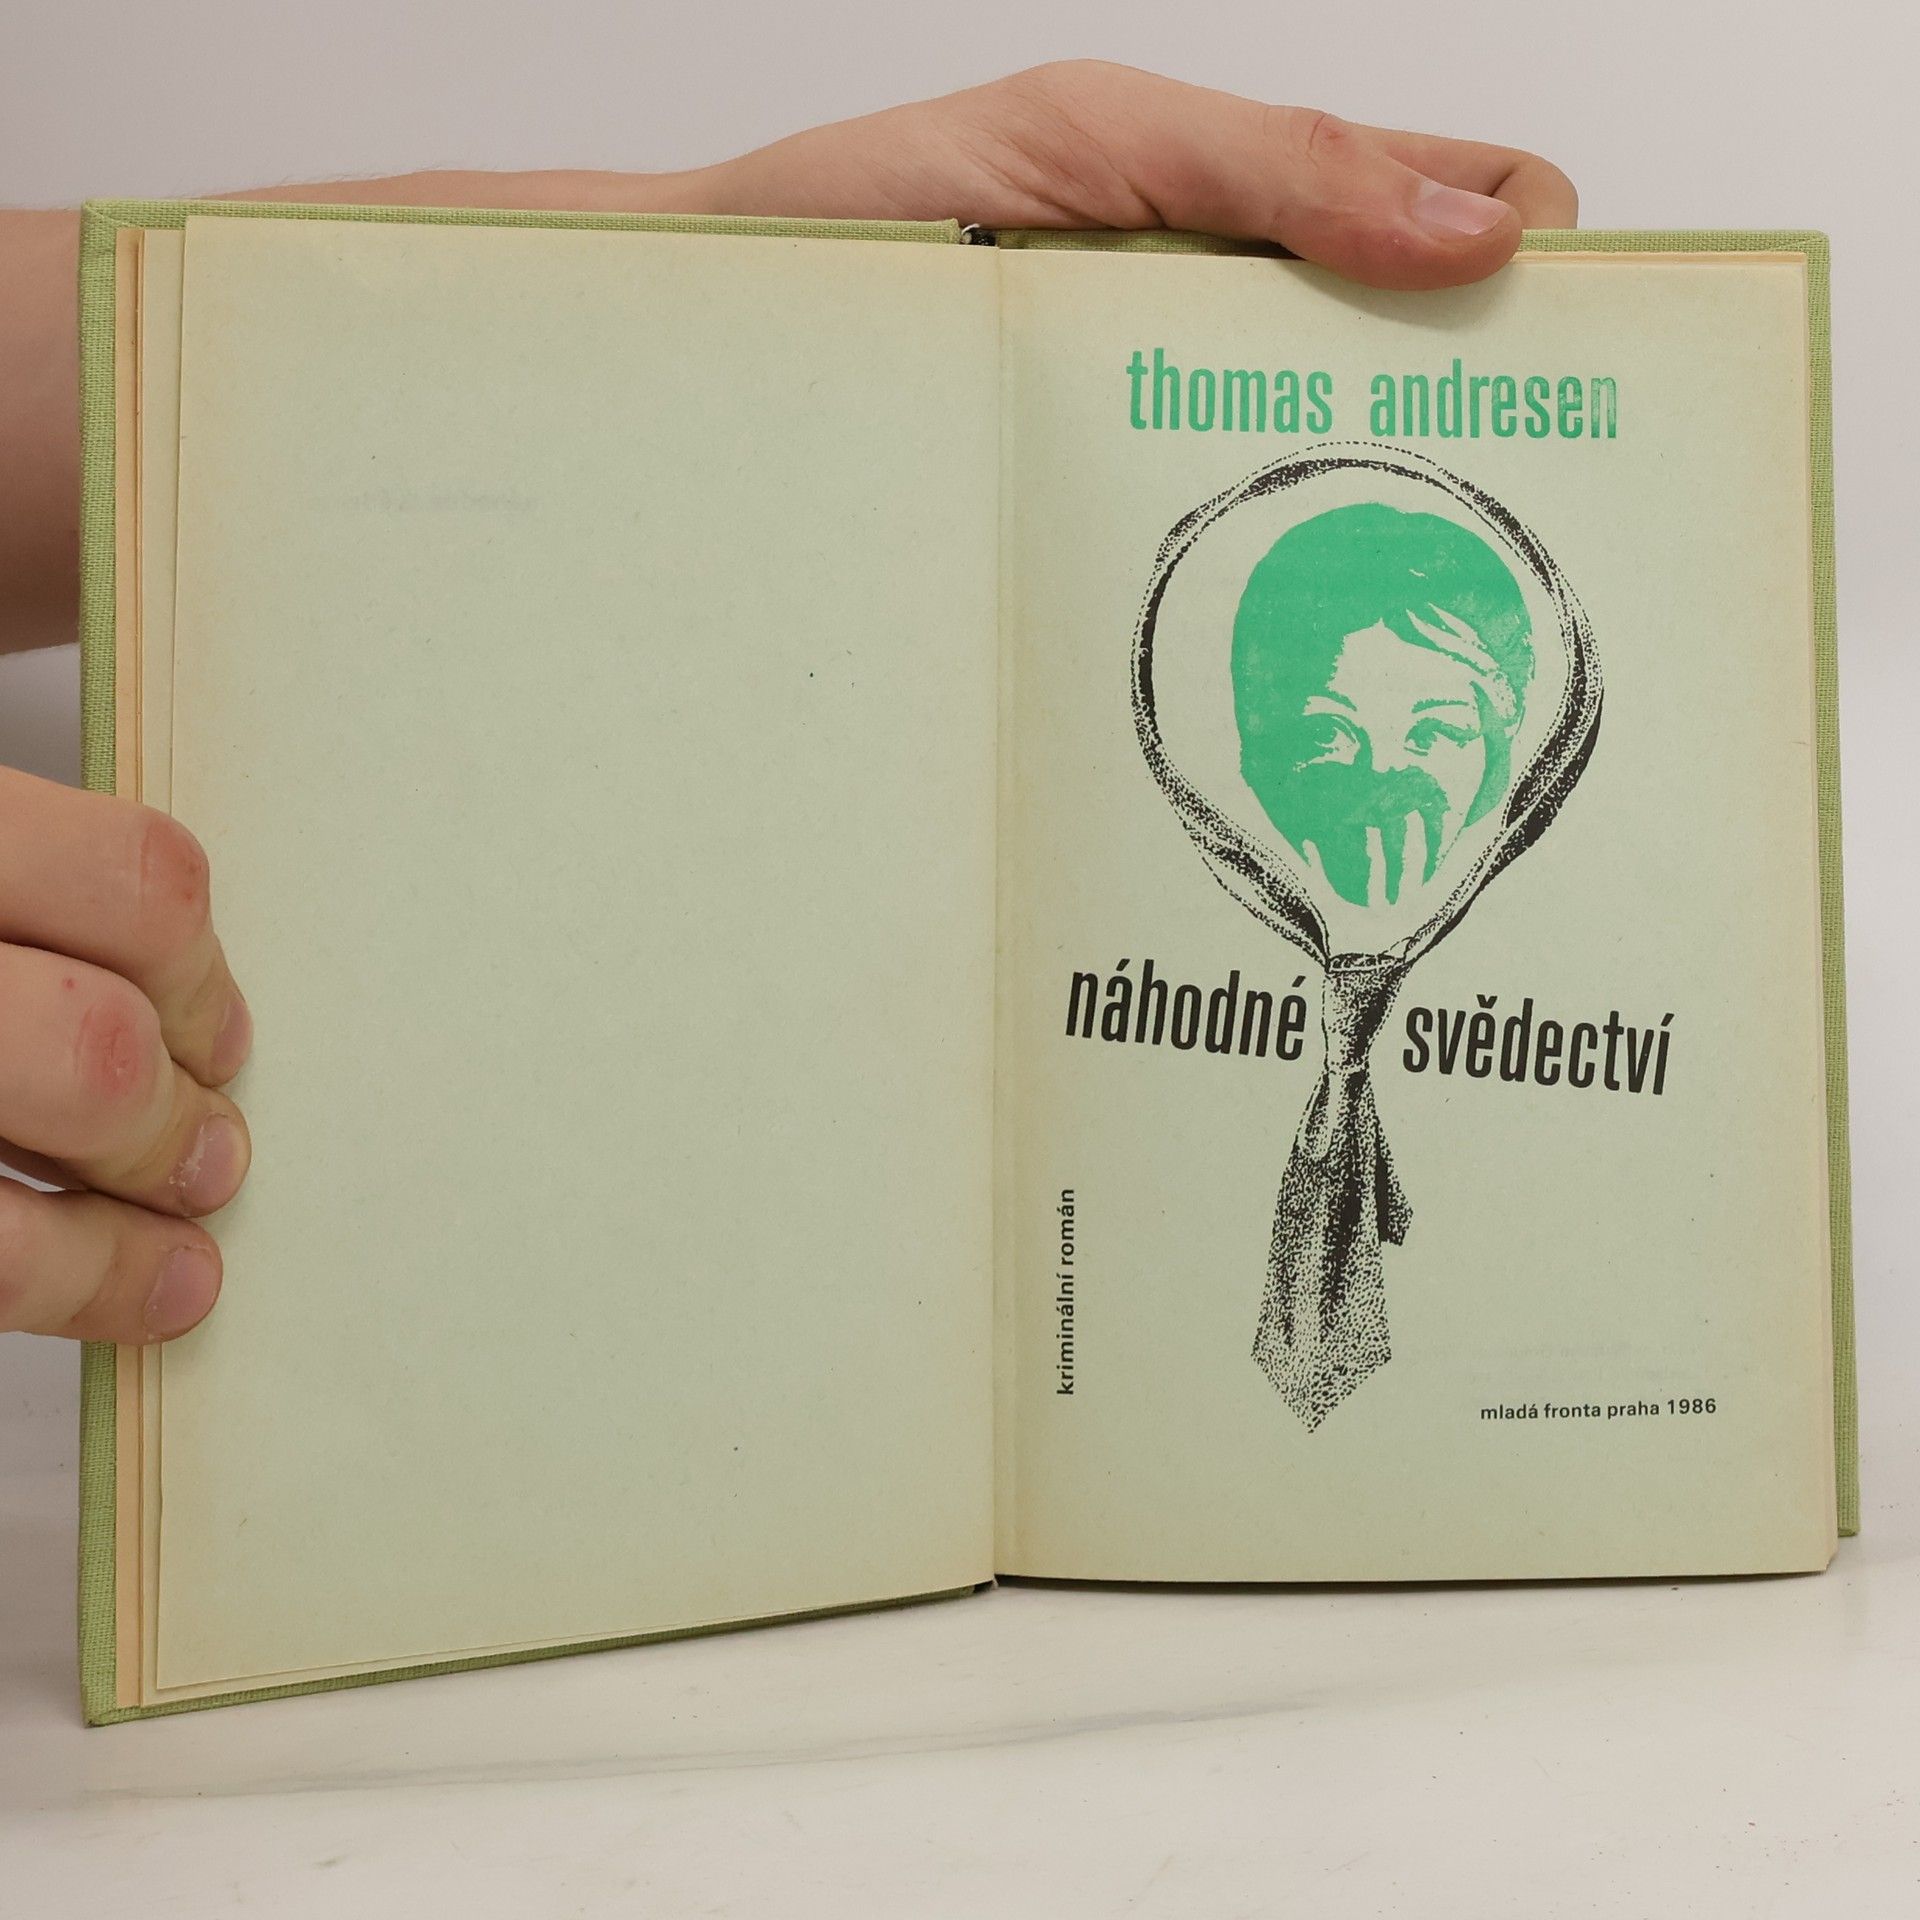 thomas andresen
náhodné svědectví
kriminální román
mladá fronta praha 1986